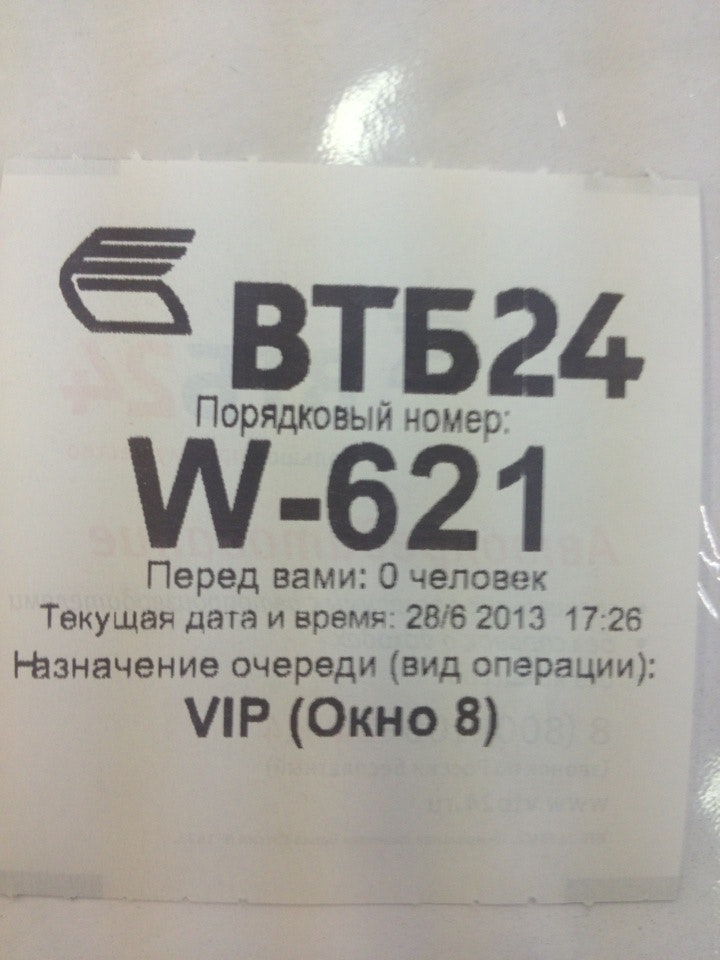 ВТБ24
Порядковый номер:
W-621
Перед вами: 0 человек
Текущая дата и время: 28/6 2013 17:26
Назначение очереди (вид операции):
VIP (Окно 8)